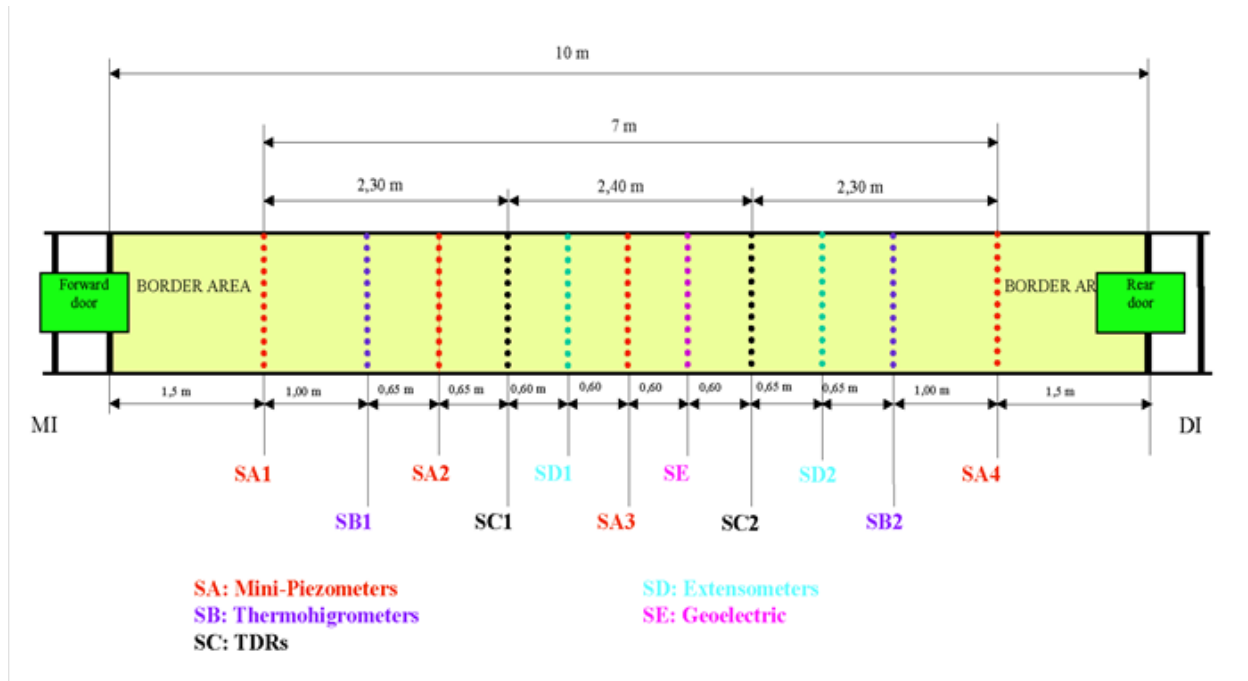 10 m
7 m
2,30 m 2,40 m 2,30 m
Forward
door
BORDER AREA
BORDER AR
Rear
door
1,5 m 1,00 m 0,65 m 0,65 m 0,60 m 0,60 0,60 0,60 0,65 m 0,65 m 1,00 m 1,5 m
MI DI
SA1 SA2 SD1 SE SD2 SA4
SB1 SC1 SA3 SC2 SB2
SA: Mini-Piezometers
SB: Thermohigrometers
SC: TDRs
SD: Extensometers
SE: Geoelectric